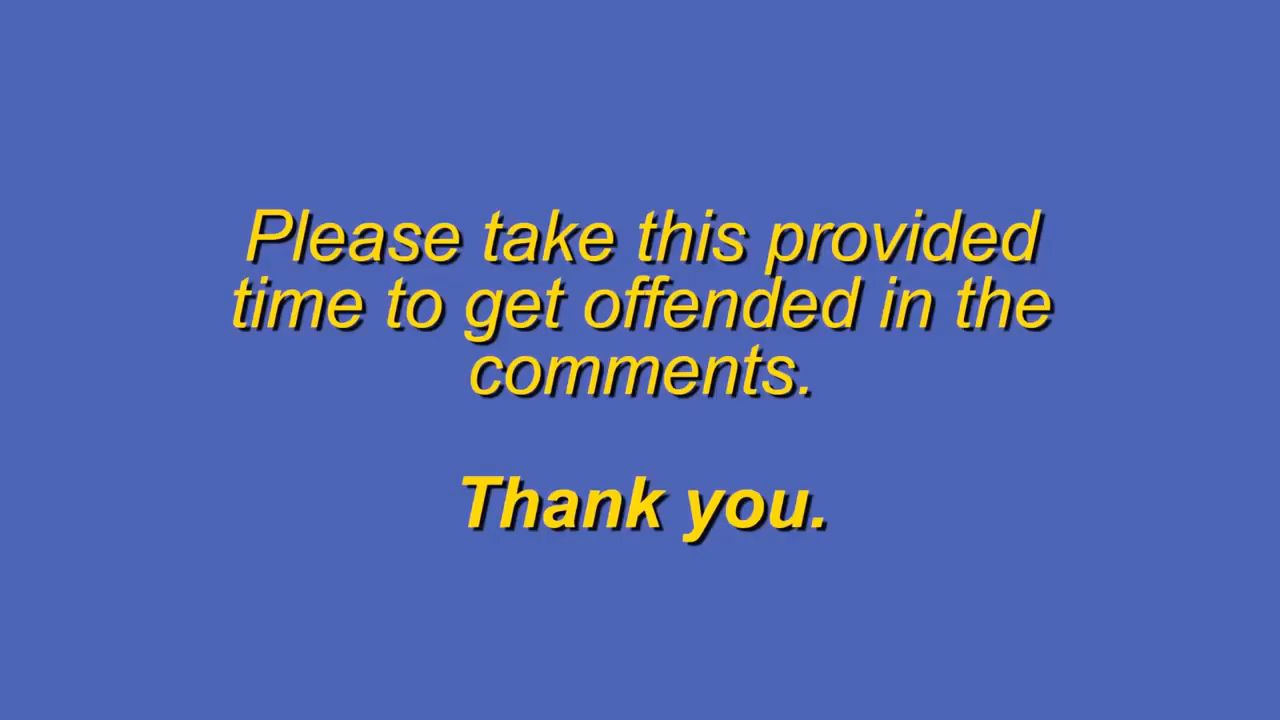 Please take this provided
time to get offended in the
comments.
Thank you.